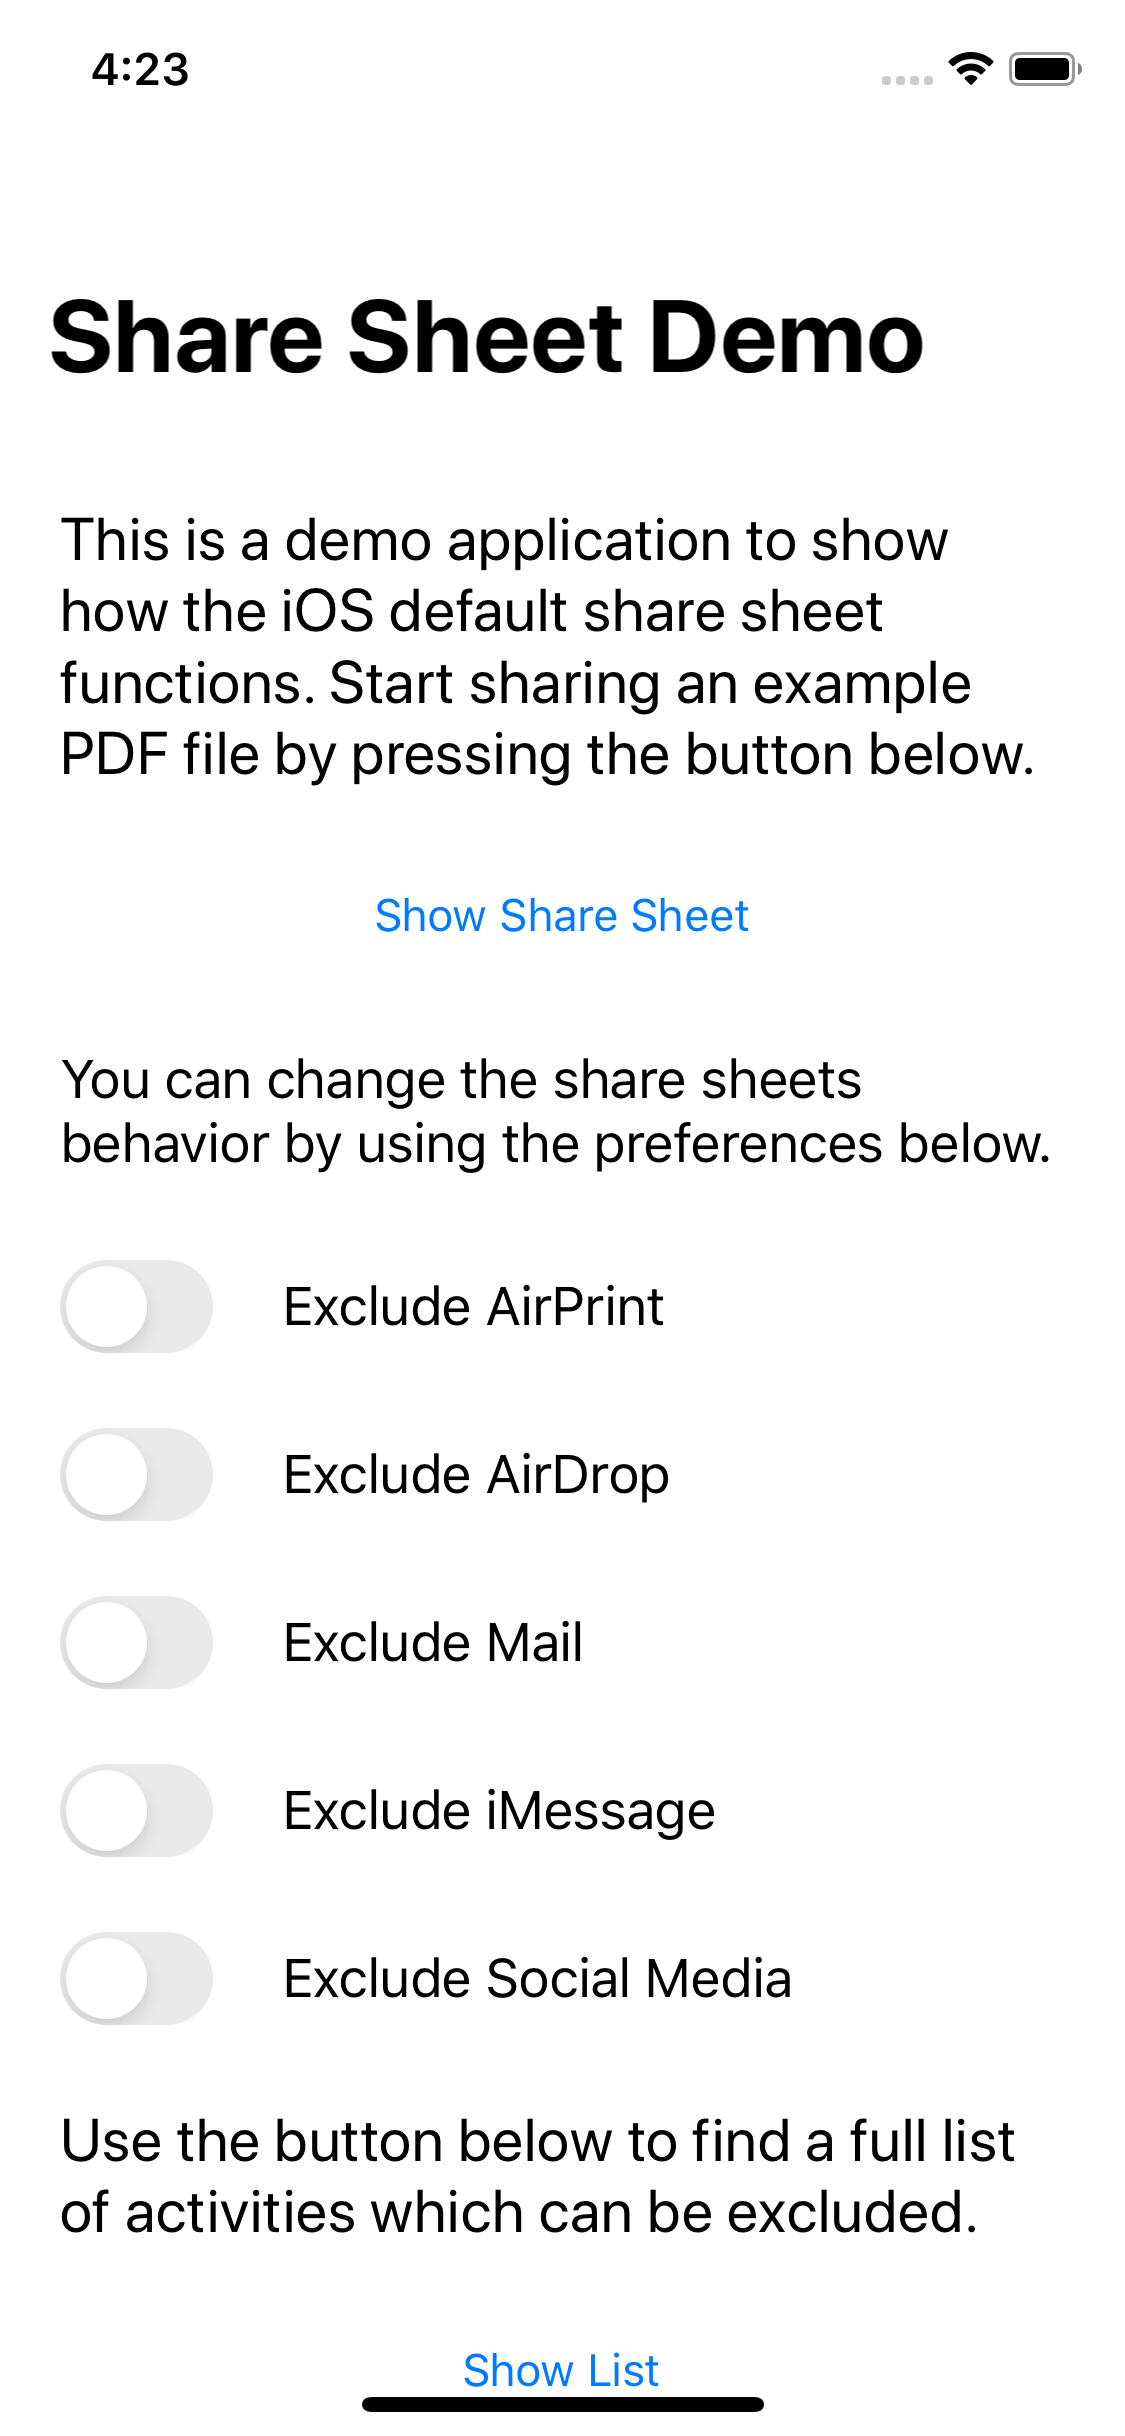 4:23
Share Sheet Demo
This is a demo application to show
how the iOS default share sheet
functions. Start sharing an example
PDF file by pressing the button below.
Show Share Sheet
You can change the share sheets
behavior by using the preferences below.
Exclude AirPrint
Exclude AirDrop
Exclude Mail
Exclude iMessage
Exclude Social Media
Use the button below to find a full list
of activities which can be excluded.
Show List